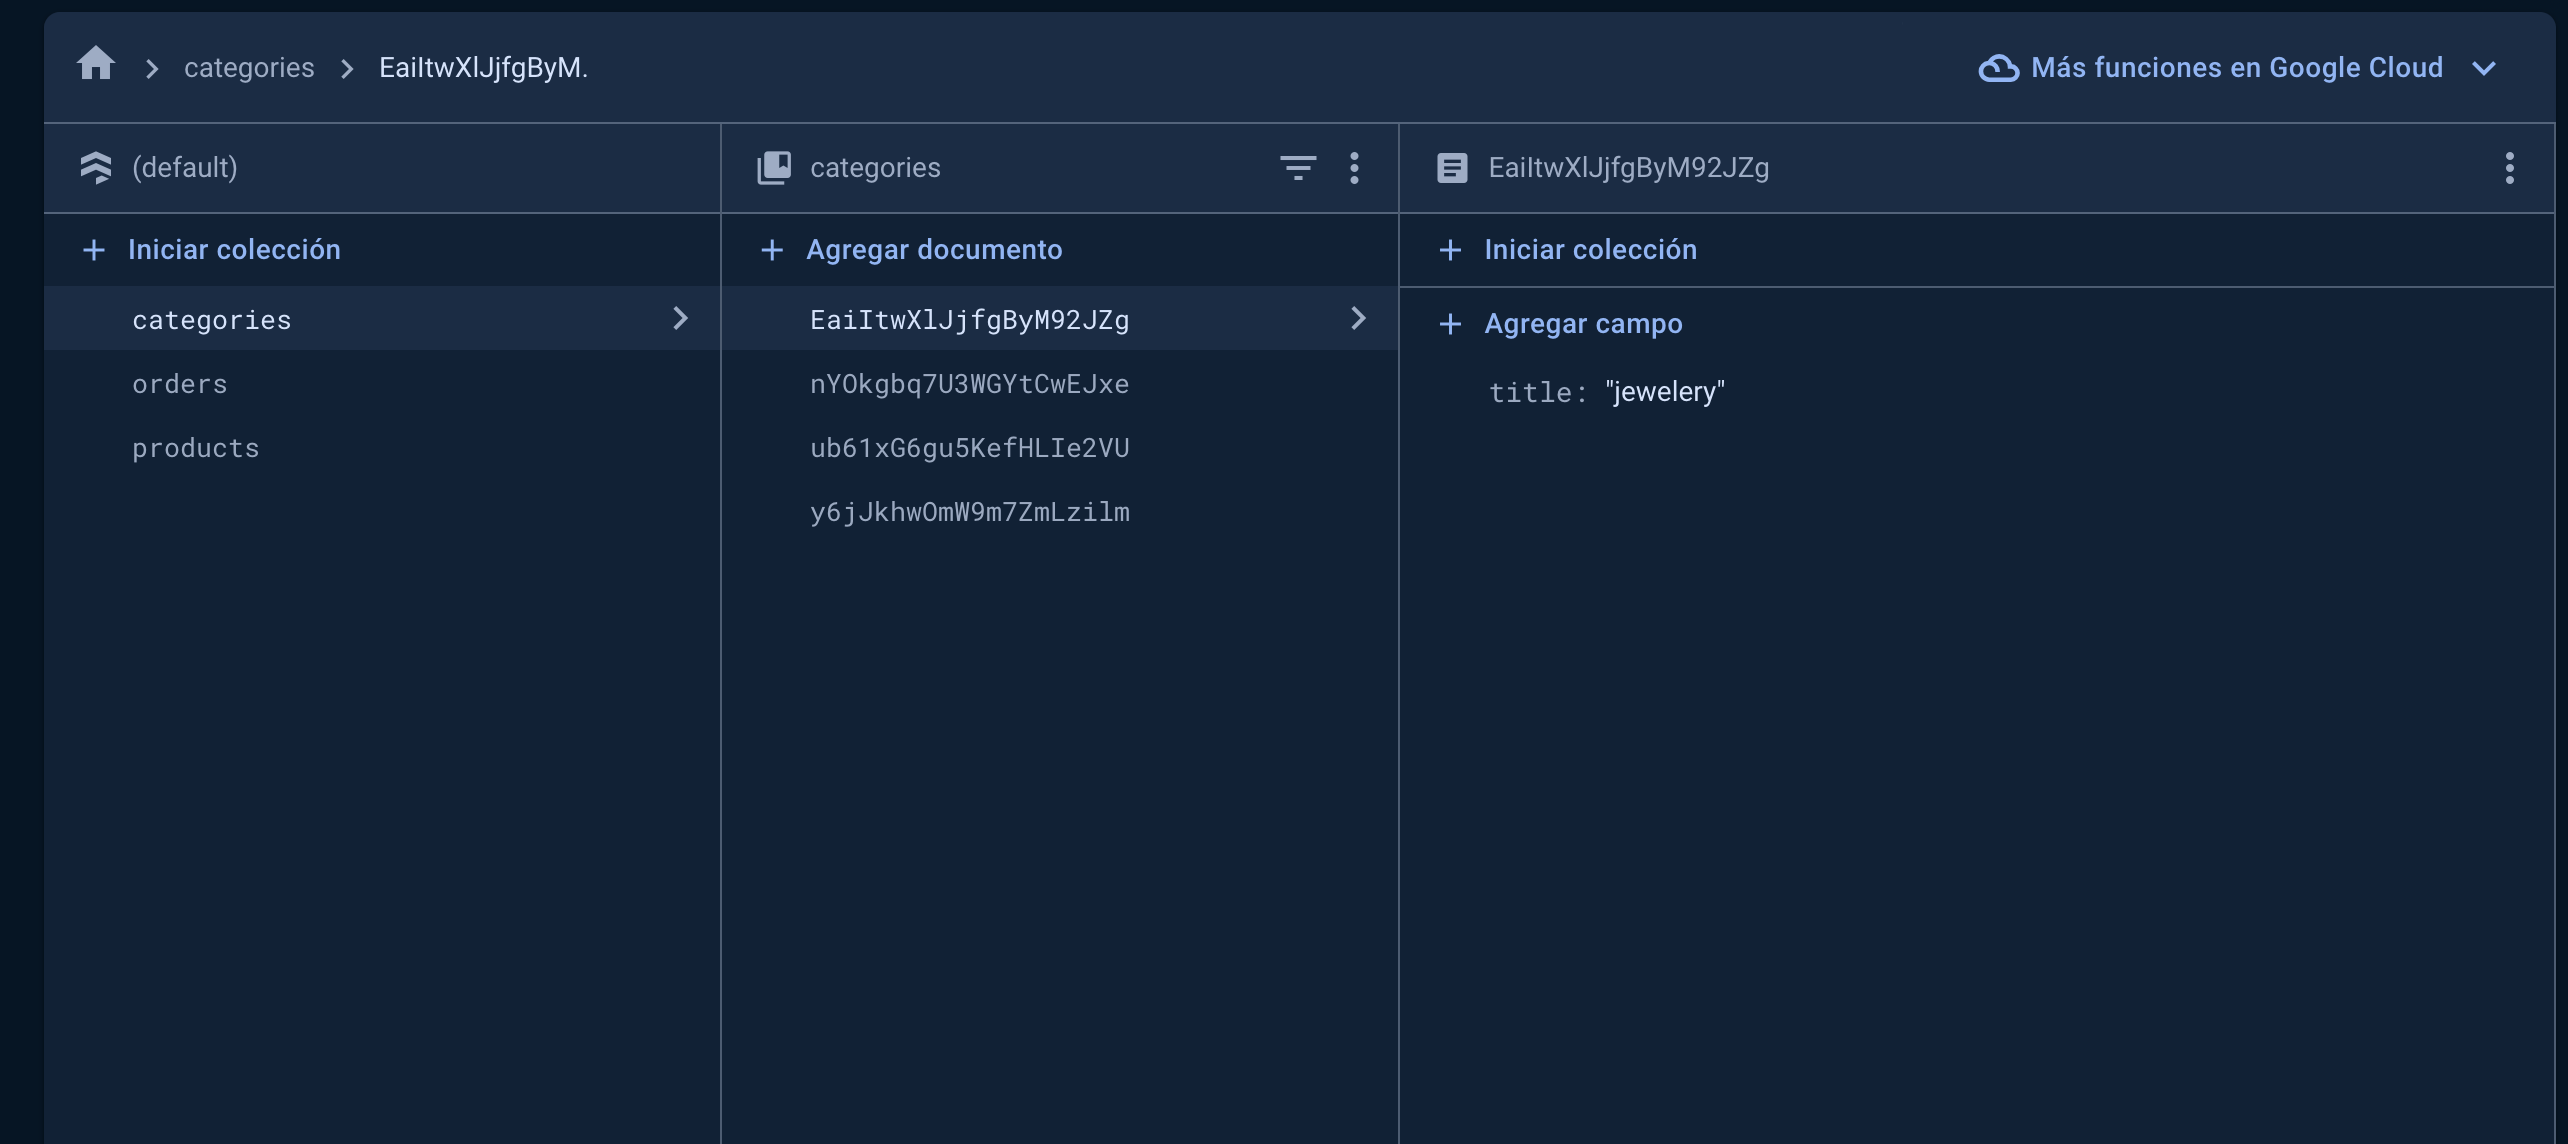 categories
EaiItwXlJjfgByM.
Más funciones en Google Cloud
(default)
categories
EaiItwXlJjfgByM92JZg
Iniciar colección
Agregar documento
Iniciar colección
categories
orders
products
EaiItwXlJjfgByM92JZg
nYOkgbq7U3WGYtCwEJxe
ub61xG6gu5KefHLIe2VU
y6jJkhwOmW9m7ZmLzilm
Agregar campo
title: "jewelery"